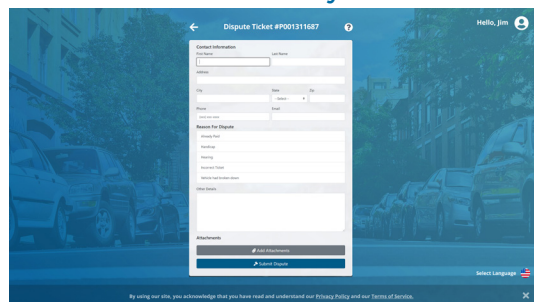 Dispute Ticket #P001311687
?
Hello, Jim
Contact Information
First Name
Last Name
Address
City
State
Zip
- Select -
Phone
Email
Reason For Dispute
Already Paid
Handicap
Hearing
Incorrect Ticket
Vehicle had broken down
Other Details
Attachments
Add Attachments
Submit Dispute
Select Language
By using our site, you acknowledge that you have read and understand our Privacy Policy and our Terms of Service.